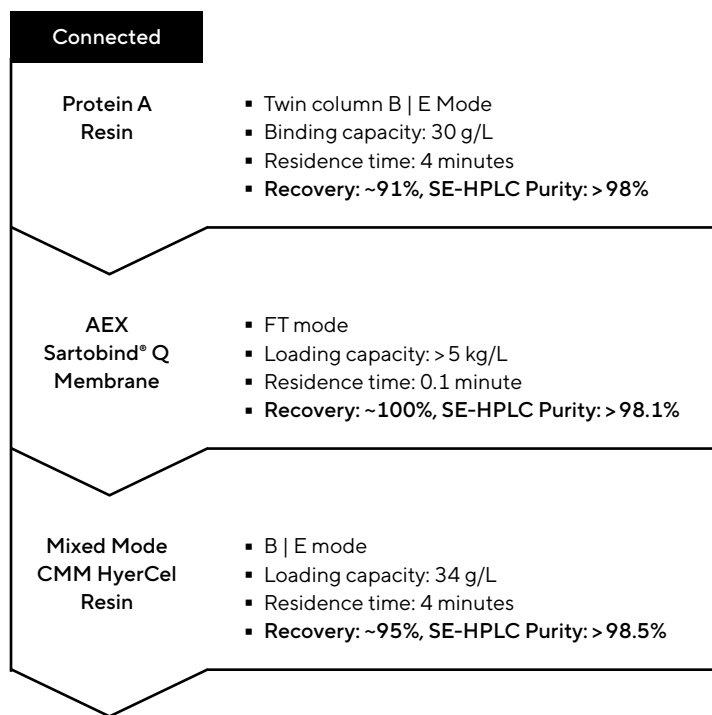 Connected
Protein A
Resin
▪ Twin column B | E Mode
▪ Binding capacity: 30 g/L
▪ Residence time: 4 minutes
▪ Recovery: ~91%, SE-HPLC Purity: > 98%
AEX
Sartobind® Q
Membrane
▪ FT mode
▪ Loading capacity: > 5 kg/L
▪ Residence time: 0.1 minute
▪ Recovery: ~100%, SE-HPLC Purity: > 98.1%
Mixed Mode
CMM HyerCel
Resin
▪ B | E mode
▪ Loading capacity: 34 g/L
▪ Residence time: 4 minutes
▪ Recovery: ~95%, SE-HPLC Purity: > 98.5%